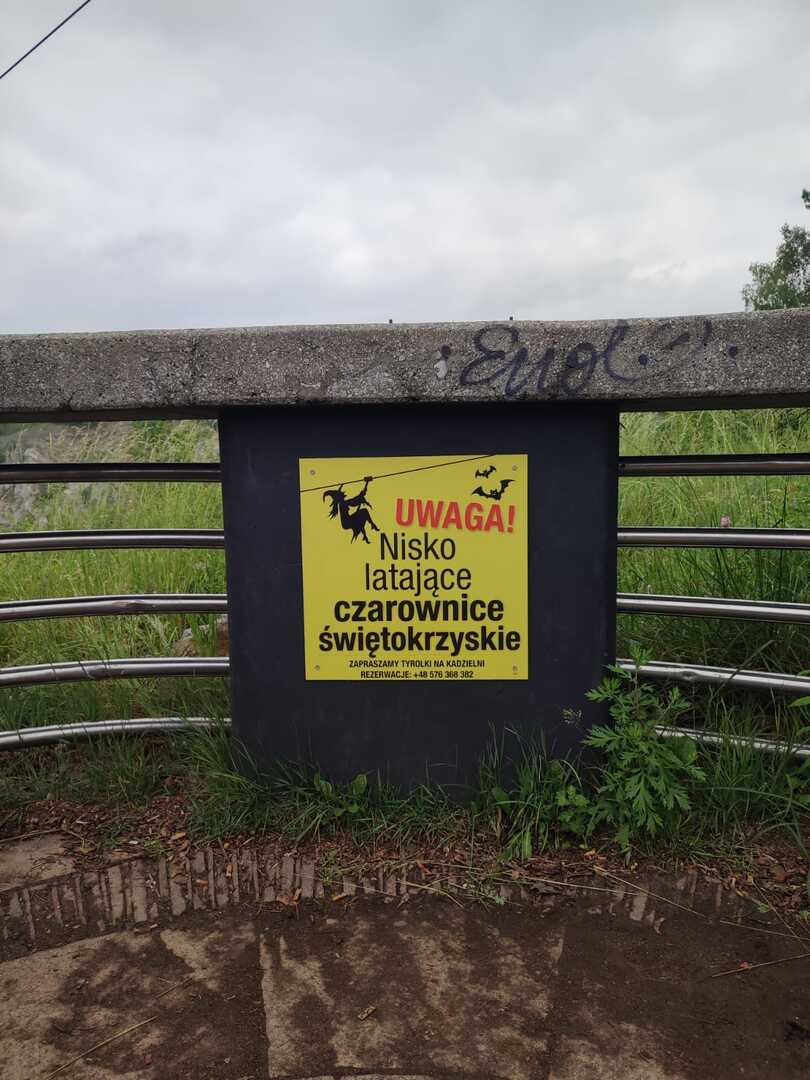 UWAGA!
Nisko
latające
czarownice
świętokrzyskie
ZAPRASZAMY TYROLKI NA KADZIELNI
REZERWACJE: +48 576 368 382